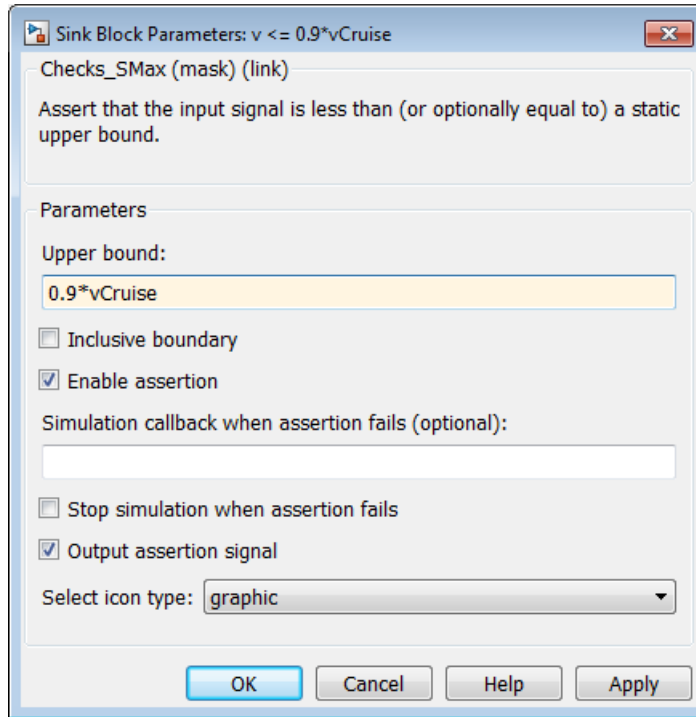 Sink Block Parameters: v <= 0.9*vCruise
Checks_SMax (mask) (link)
Assert that the input signal is less than (or optionally equal to) a static
upper bound.
Parameters
Upper bound:
0.9*vCruise
Inclusive boundary
Enable assertion
Simulation callback when assertion fails (optional):
Stop simulation when assertion fails
Output assertion signal
Select icon type: graphic
OK Cancel Help Apply